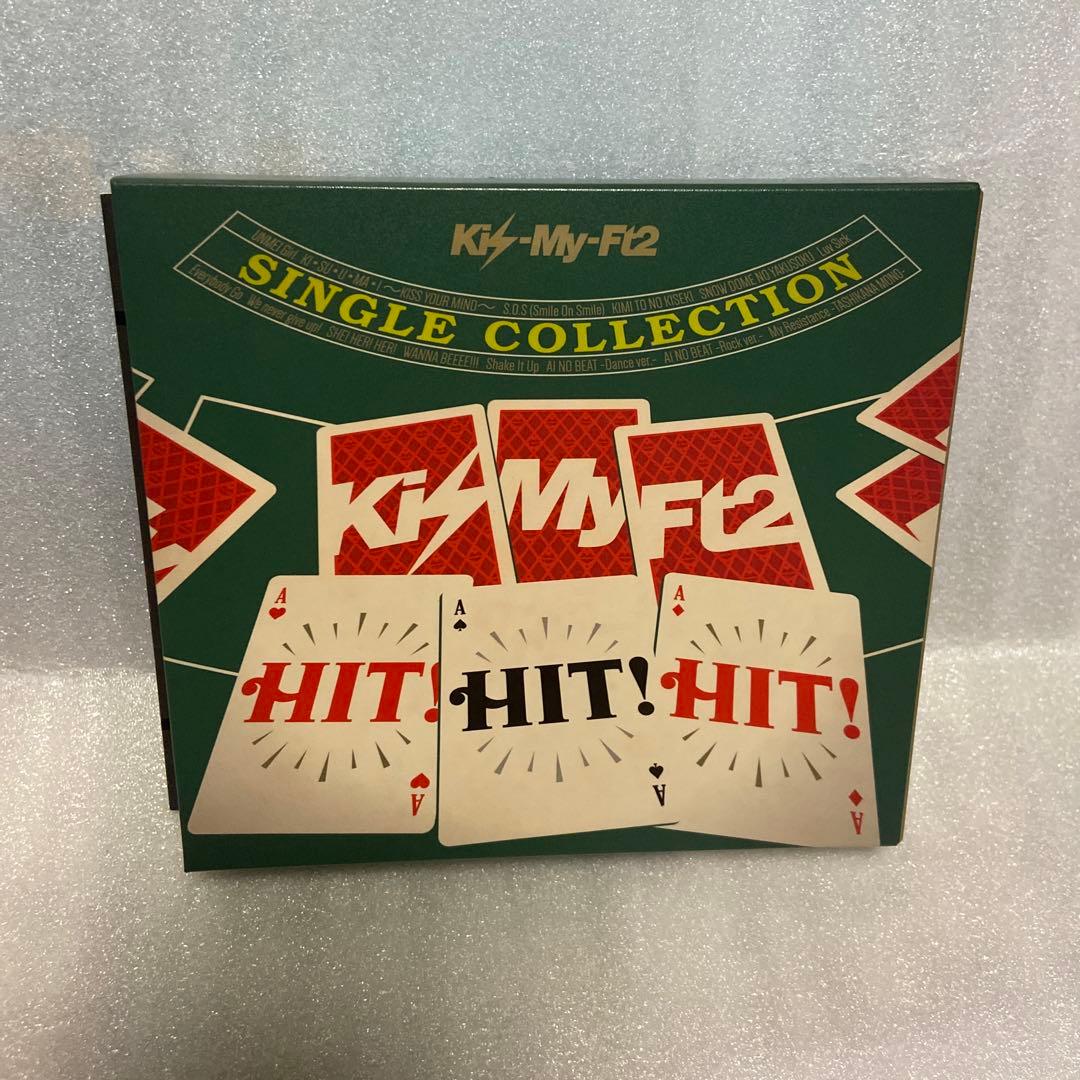 Kis-My-Ft2
UNMEI Girl KI・SU・U・MA・I ～KISS YOUR MIND～ S.O.S (Smile On Smile) KIMI TO NO KISEKI SNOW DOME NO YAKUSOKU Luv Sick
SINGLE COLLECTION
Everybody Go We never give up! SHE! HER! HER! WANNA BEEEE!!! Shake It Up AI NO BEAT -Dance ver.- AI NO BEAT -Rock ver.- My Resistance -TASHIKANA MONO-
Kis My Ft2
A
HIT!
A
A
HIT!
A
A
HIT!
A